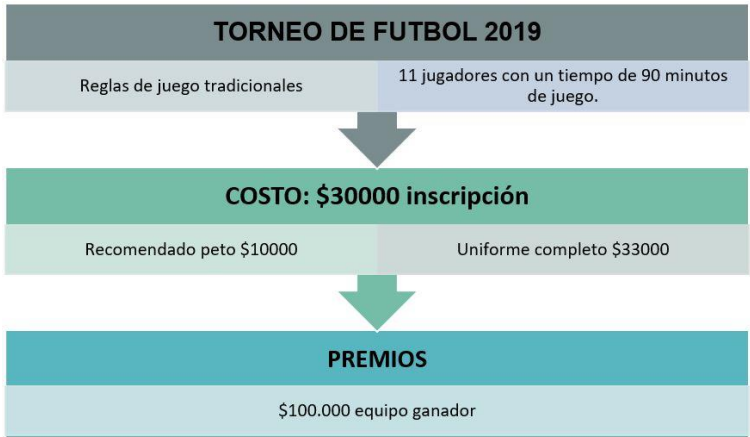 TORNEO DE FUTBOL 2019
Reglas de juego tradicionales
11 jugadores con un tiempo de 90 minutos
de juego.
COSTO: $30000 inscripción
Recomendado peto $10000
Uniforme completo $33000
PREMIOS
$100.000 equipo ganador